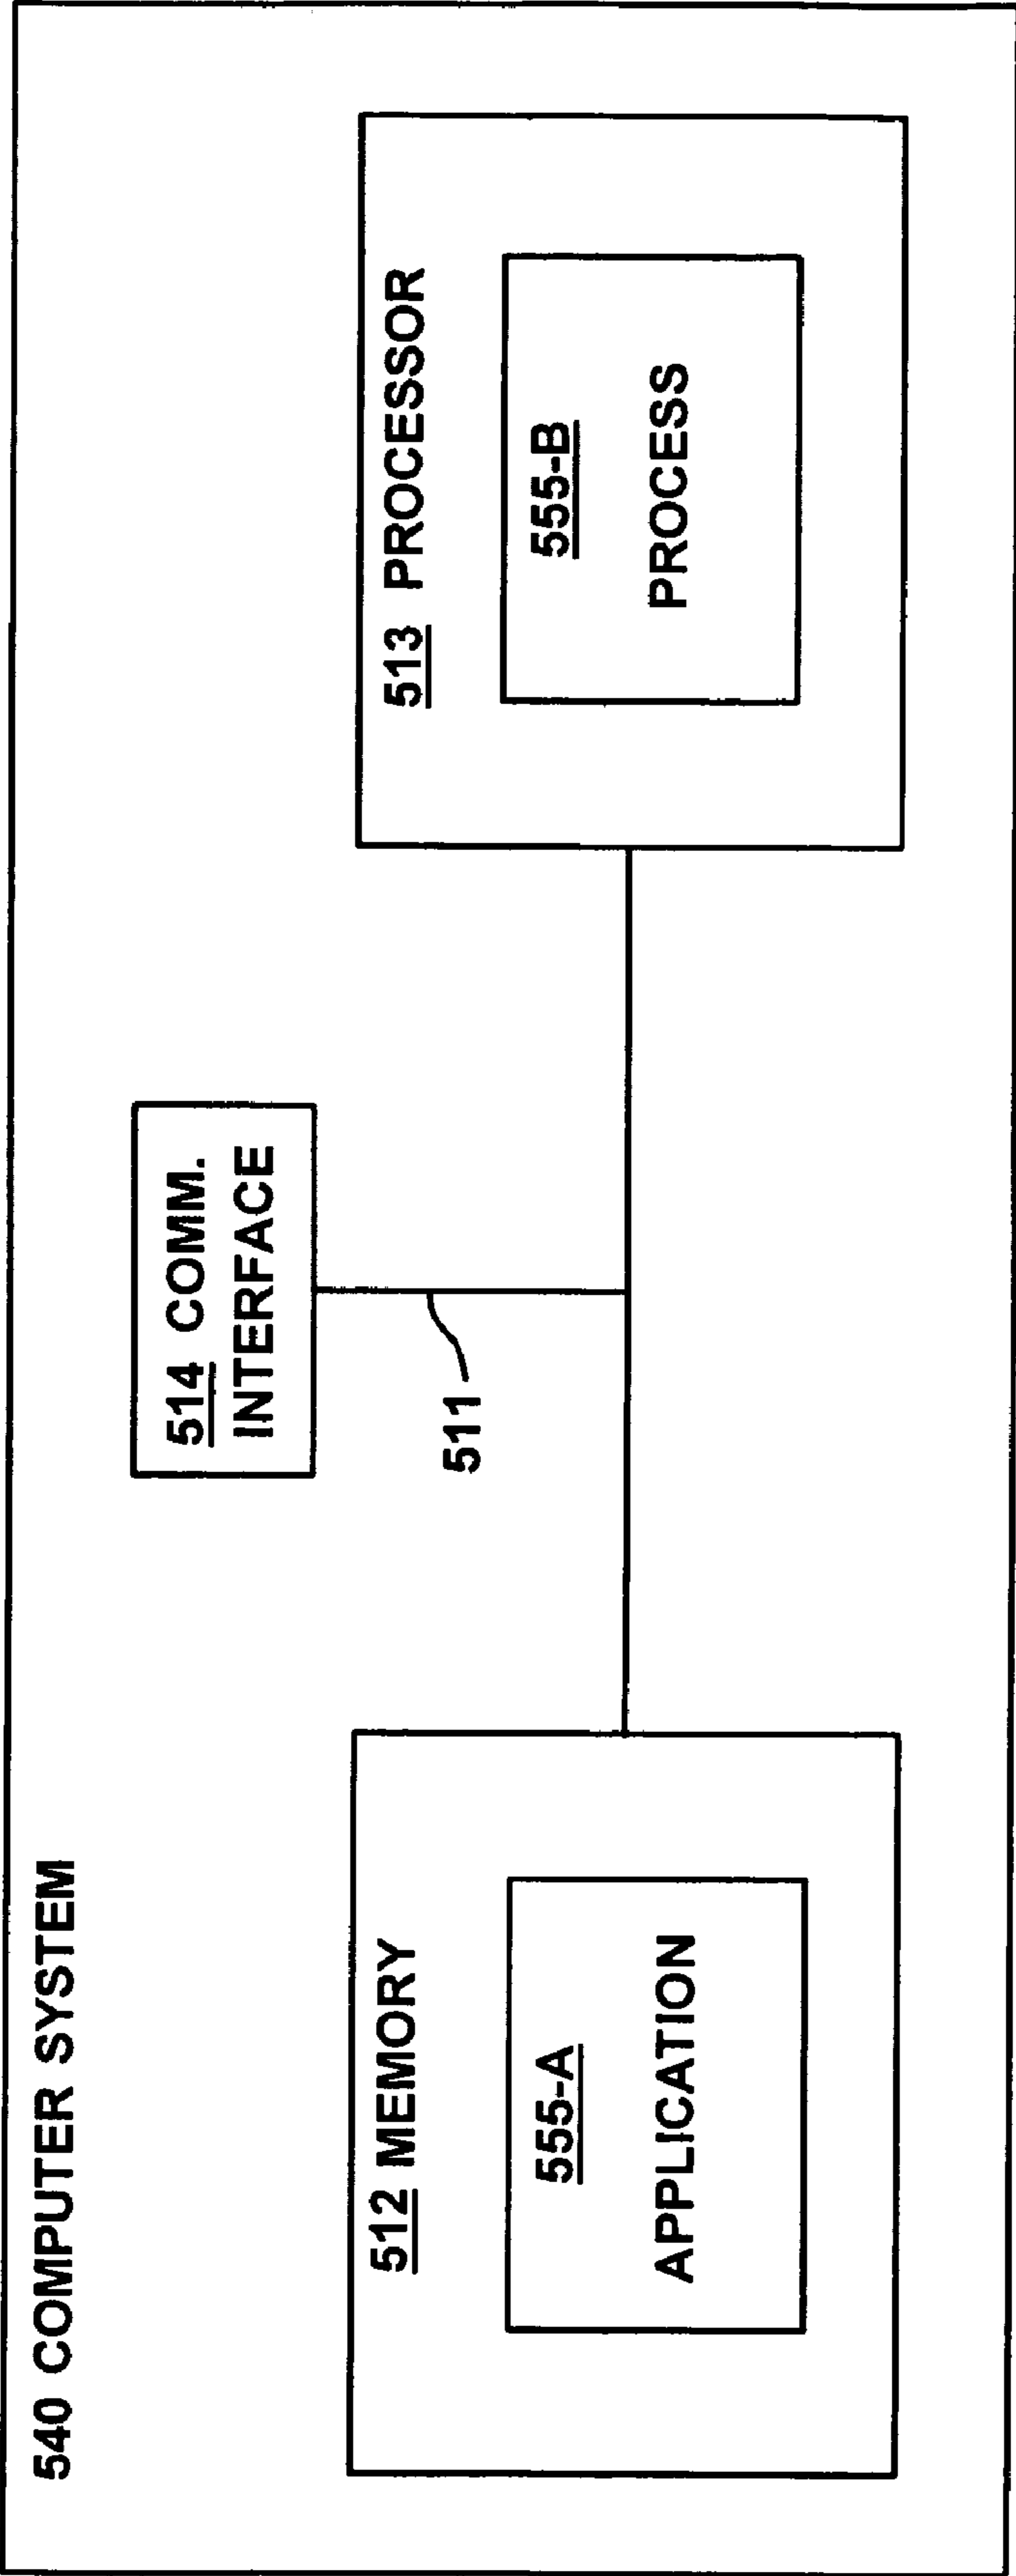 540 COMPUTER SYSTEM
514 COMM.
INTERFACE
511
512 MEMORY
555-A
APPLICATION
513 PROCESSOR
555-B
PROCESS